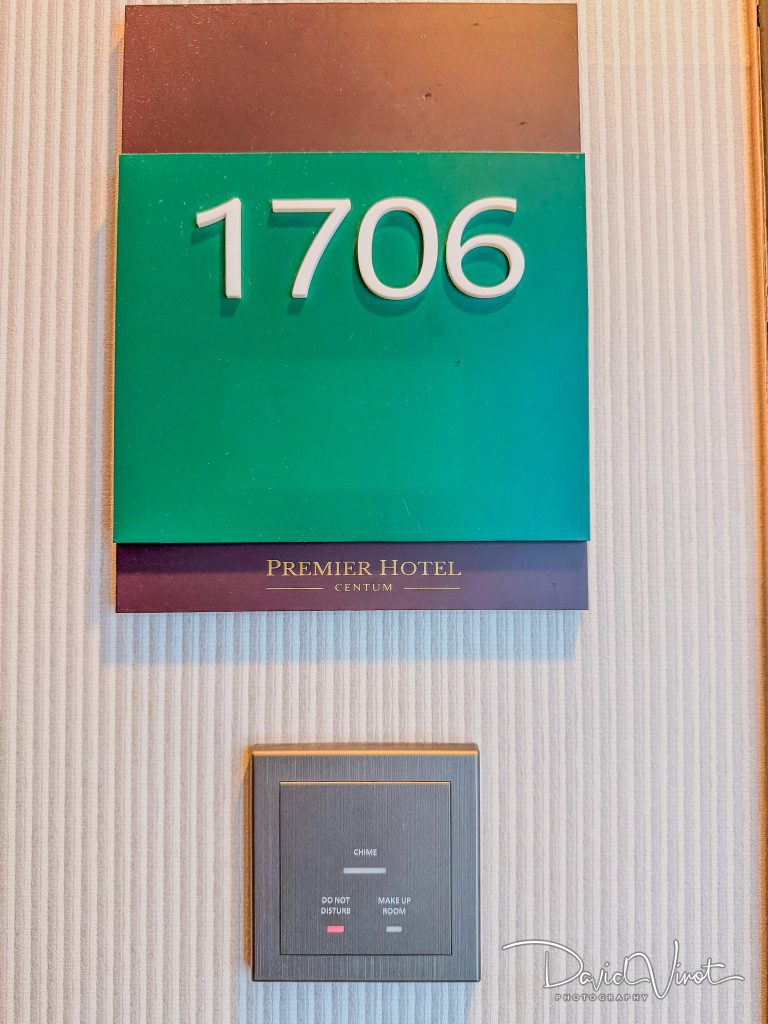 1706
PREMIER HOTEL
CENTUM
CHIME
DO NOT DISTURB
MAKE UP ROOM
David Virot
PHOTOGRAPHY